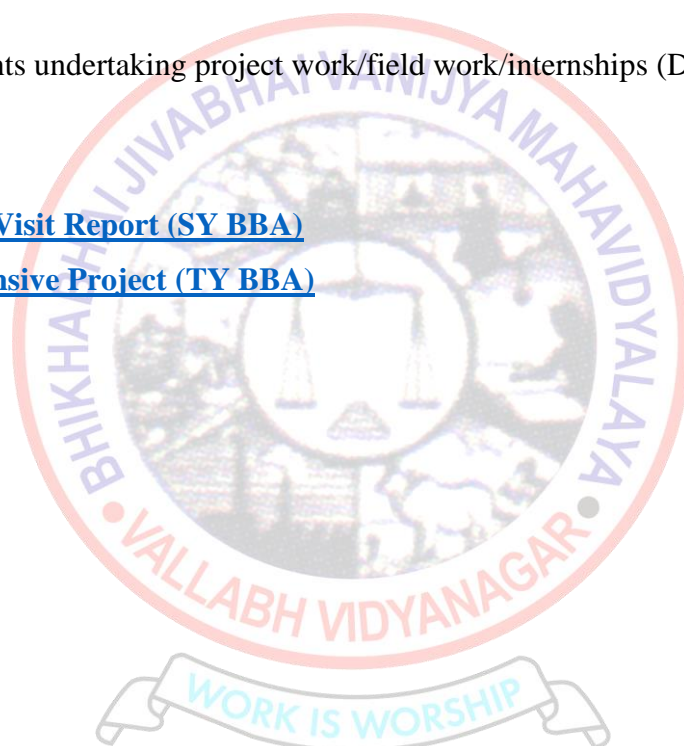 nts undertaking project work/field work/internships (D
Visit Report (SY BBA)
nsive Project (TY BBA)
BHIKHABHAI JIVABHAI VANIJYA MAHAVIDYALAYA
• VALLABH VIDYANAGAR •
WORK IS WORSHIP